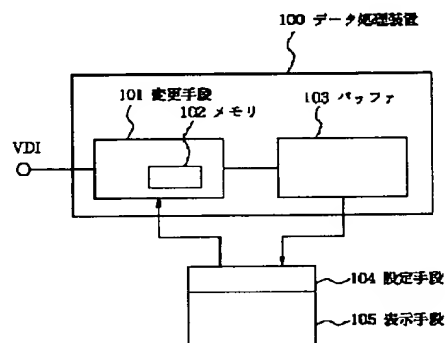 100 データ処理装置
101 変更手段
102 メモリ
103 バッファ
VDI
104 設定手段
105 表示手段